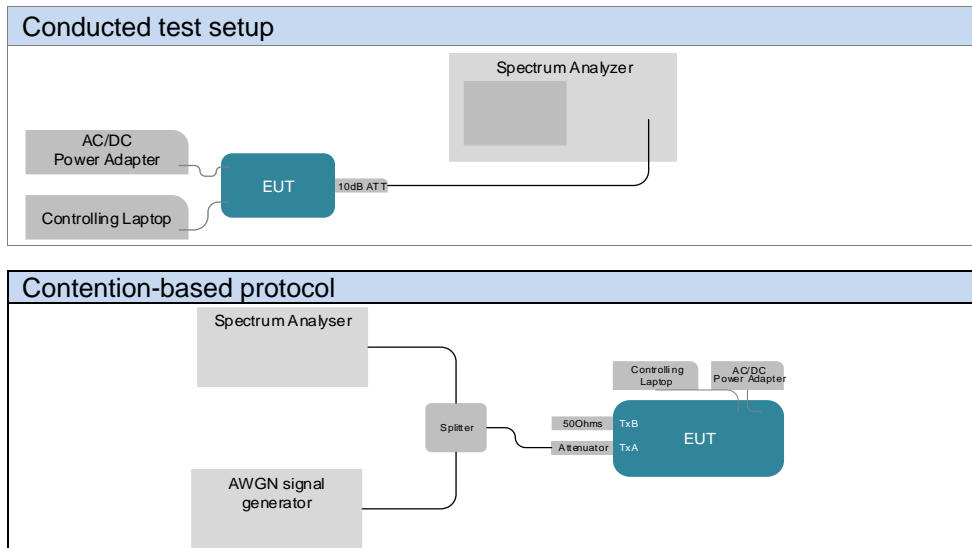 Conducted test setup
Spectrum Analyzer
AC/DC
Power Adapter
EUT
10dB ATT
Controlling Laptop
Contention-based protocol
Spectrum Analyser
Controlling
Laptop
AC/DC
Power Adapter
50Ohms
TxB
Splitter
EUT
Attenuator
TxA
AWGN signal
generator